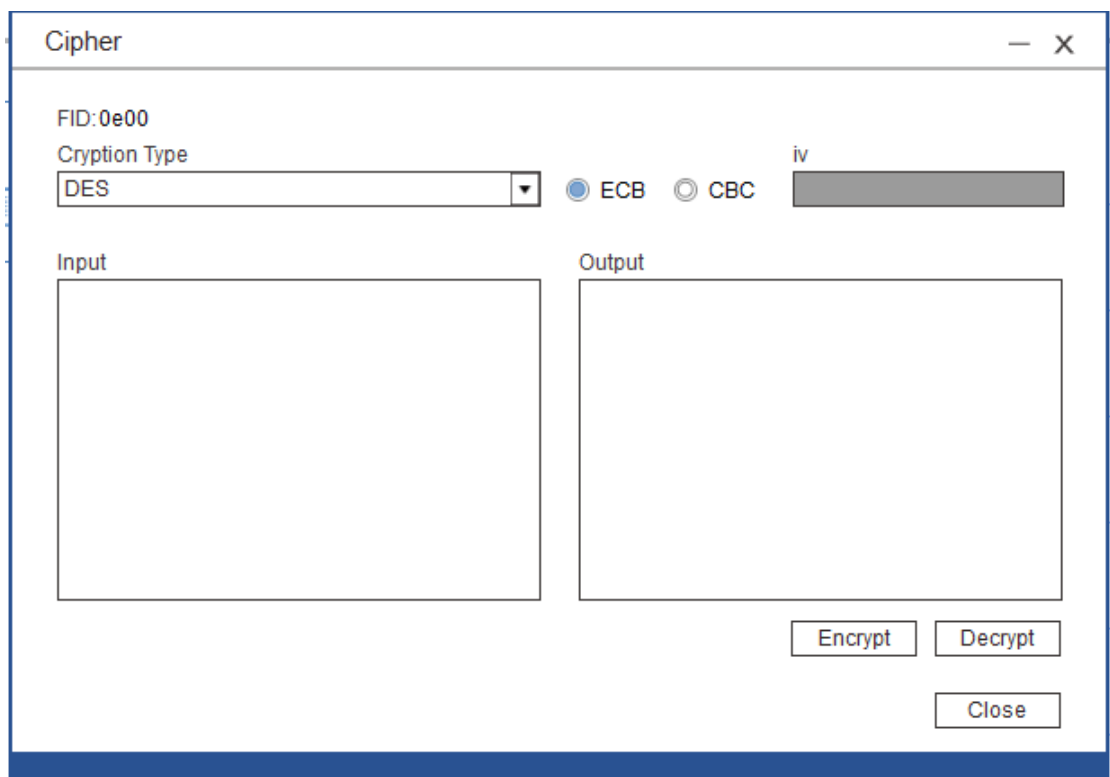 Cipher
FID:0e00
Cryption Type
iv
DES
ECB
CBC
Input
Output
Encrypt
Decrypt
Close